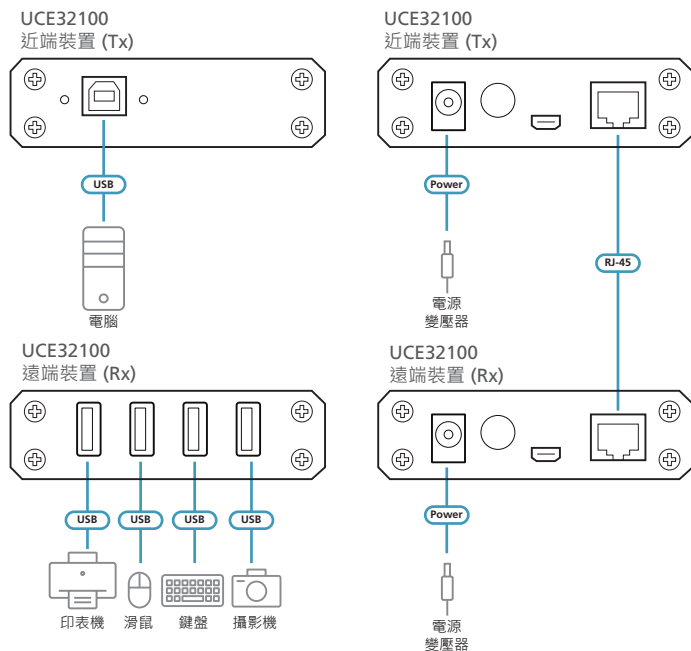 UCE32100
近端裝置 (Tx)
USB
電腦
UCE32100
近端裝置 (Tx)
Power
電源
變壓器
RJ-45
UCE32100
遠端裝置 (Rx)
USB
USB
USB
USB
印表機
滑鼠
鍵盤
攝影機
UCE32100
遠端裝置 (Rx)
Power
電源
變壓器